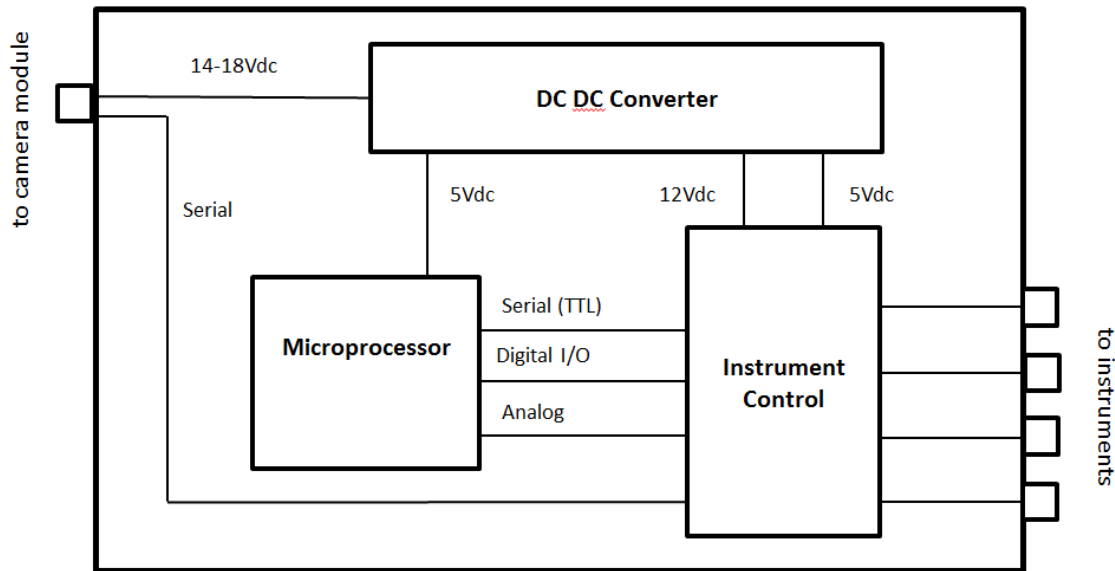 to camera module
14-18Vdc
DC DC Converter
Serial
5Vdc
12Vdc
5Vdc
Microprocessor
Serial (TTL)
Digital I/O
Analog
Instrument
Control
to instruments